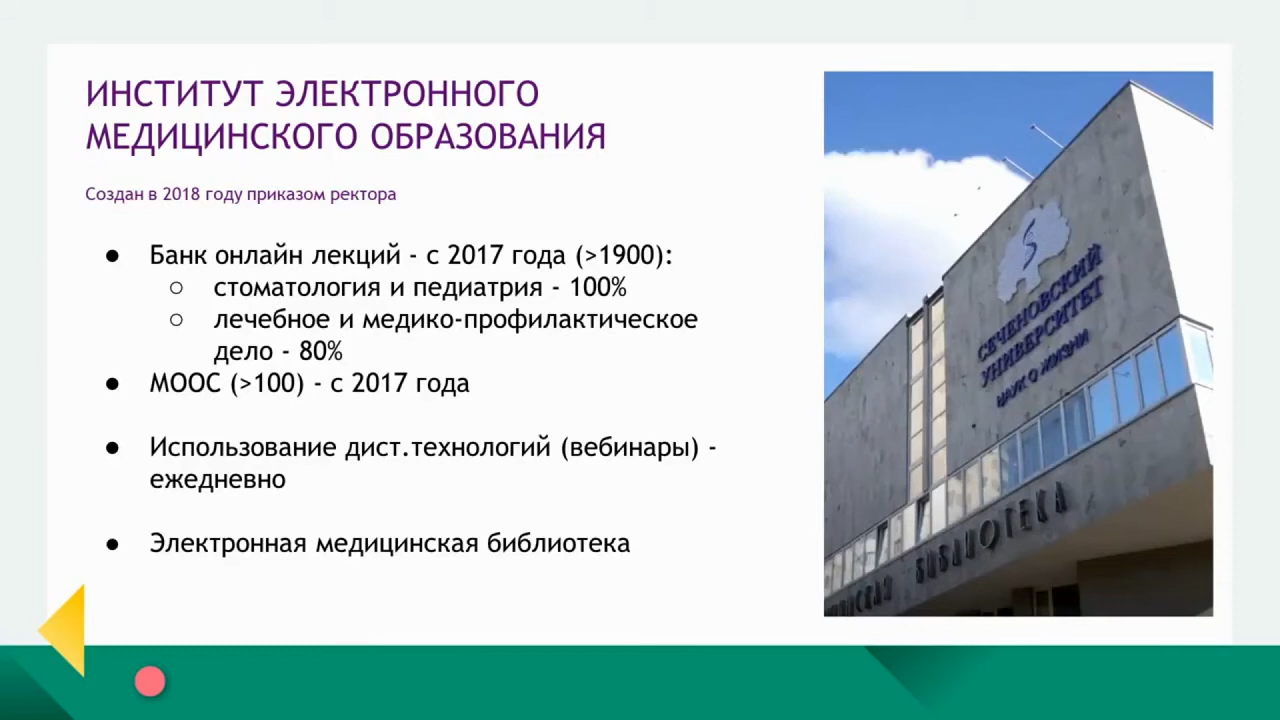 ИНСТИТУТ ЭЛЕКТРОННОГО
МЕДИЦИНСКОГО ОБРАЗОВАНИЯ
Создан в 2018 году приказом ректора
● Банк онлайн лекций - с 2017 года (>1900):
○ стоматология и педиатрия - 100%
○ лечебное и медико-профилактическое
дело - 80%
● МООС (>100) - с 2017 года
● Использование дист.технологий (вебинары) -
ежедневно
● Электронная медицинская библиотека
СЕЧЕНОВСКИЙ
УНИВЕРСИТЕТ
НАУК О ЖИЗНИ
БИБЛИОТЕКА